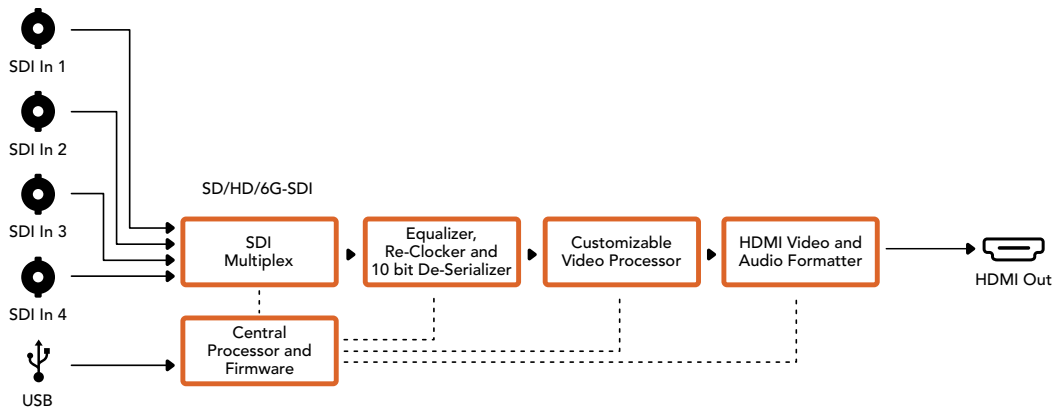 SDI In 1
SDI In 2
SDI In 3
SDI In 4
USB
SD/HD/6G-SDI
SDI
Multiplex
Equalizer,
Re-Clocker and
10 bit De-Serializer
Customizable
Video Processor
HDMI Video and
Audio Formatter
HDMI Out
Central
Processor and
Firmware